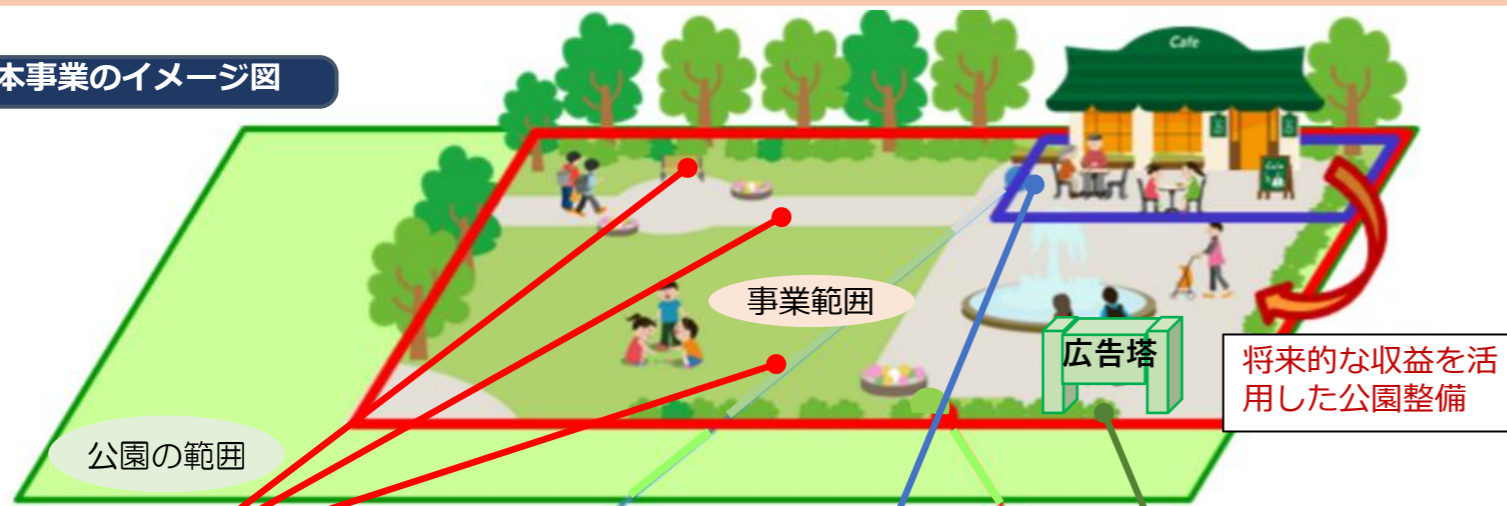 本事業のイメージ図
Cafe
Cafe
事業範囲
広告塔
将来的な収益を活
用した公園整備
公園の範囲